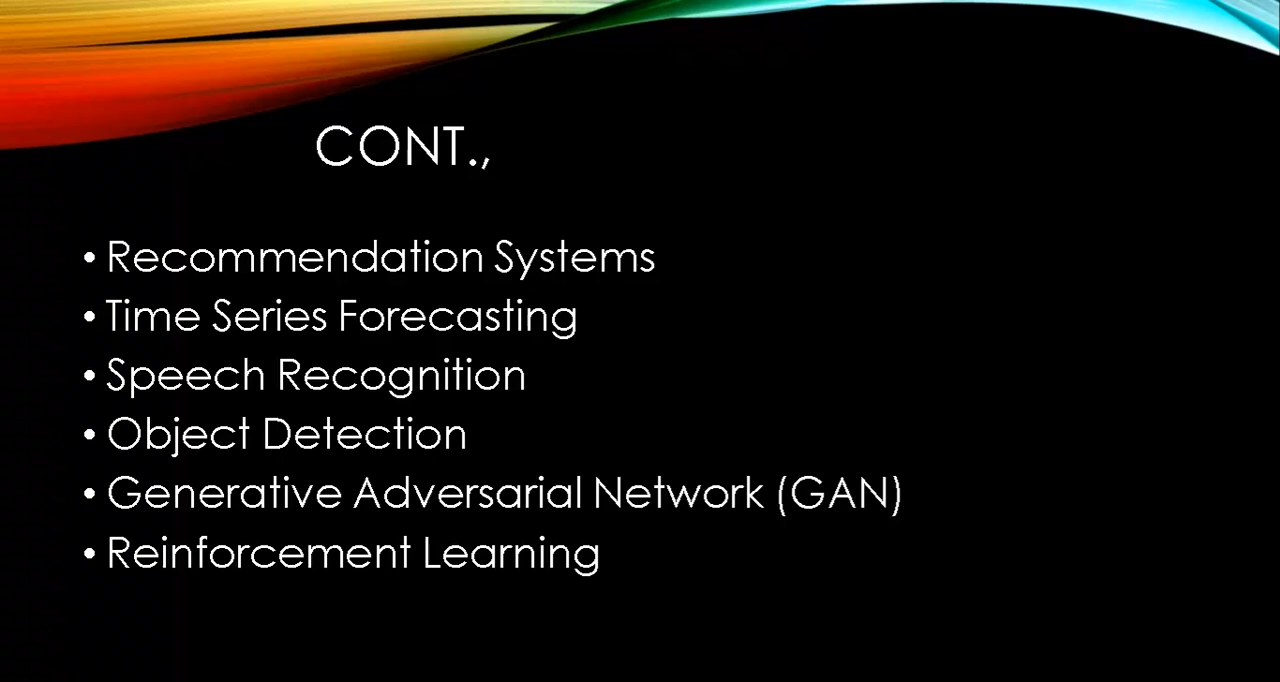 CONT.,
• Recommendation Systems
• Time Series Forecasting
• Speech Recognition
• Object Detection
• Generative Adversarial Network (GAN)
• Reinforcement Learning